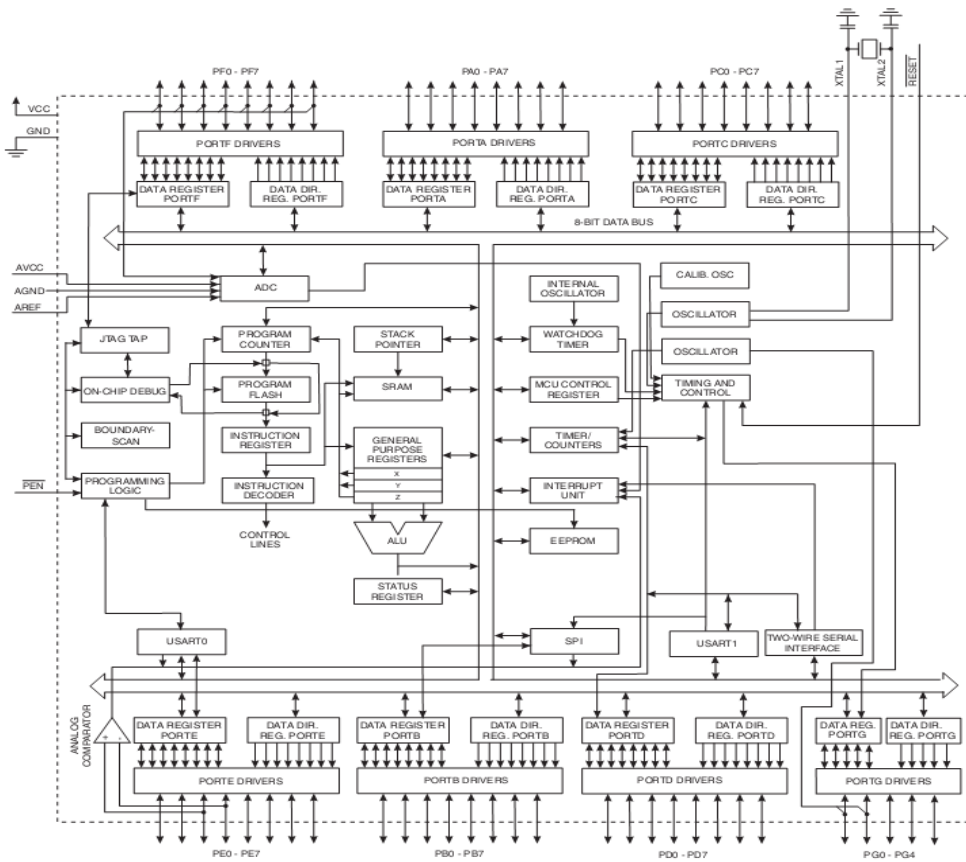 PF0 - PF7
PA0 - PA7
PC0 - PC7
XTAL1
XTAL2
RESET
VCC
GND
PORTF DRIVERS
PORTA DRIVERS
PORTC DRIVERS
DATA REGISTER
PORTF
DATA DIR.
REG. PORTF
DATA REGISTER
PORTA
DATA DIR.
REG. PORTA
DATA REGISTER
PORTC
DATA DIR.
REG. PORTC
8-BIT DATA BUS
AVCC
AGND
AREF
ADC
INTERNAL
OSCILLATOR
CALIB. OSC
OSCILLATOR
JTAG TAP
PROGRAM
COUNTER
STACK
POINTER
WATCHDOG
TIMER
OSCILLATOR
ON-CHIP DEBUG
PROGRAM
FLASH
SRAM
MCU CONTROL
REGISTER
TIMING AND
CONTROL
BOUNDARY-
SCAN
INSTRUCTION
REGISTER
GENERAL
PURPOSE
REGISTERS
X
Y
Z
TIMER/
COUNTERS
PEN
PROGRAMMING
LOGIC
INSTRUCTION
DECODER
INTERRUPT
UNIT
CONTROL
LINES
ALU
EEPROM
STATUS
REGISTER
USART0
SPI
USART1
TWO-WIRE SERIAL
INTERFACE
ANALOG
COMPARATOR
+
-
DATA REGISTER
PORTE
DATA DIR.
REG. PORTE
DATA REGISTER
PORTB
DATA DIR.
REG. PORTB
DATA REGISTER
PORTD
DATA DIR.
REG. PORTD
DATA REG.
PORTG
DATA DIR.
REG. PORTG
PORTE DRIVERS
PORTB DRIVERS
PORTD DRIVERS
PORTG DRIVERS
PE0 - PE7
PB0 - PB7
PD0 - PD7
PG0 - PG4